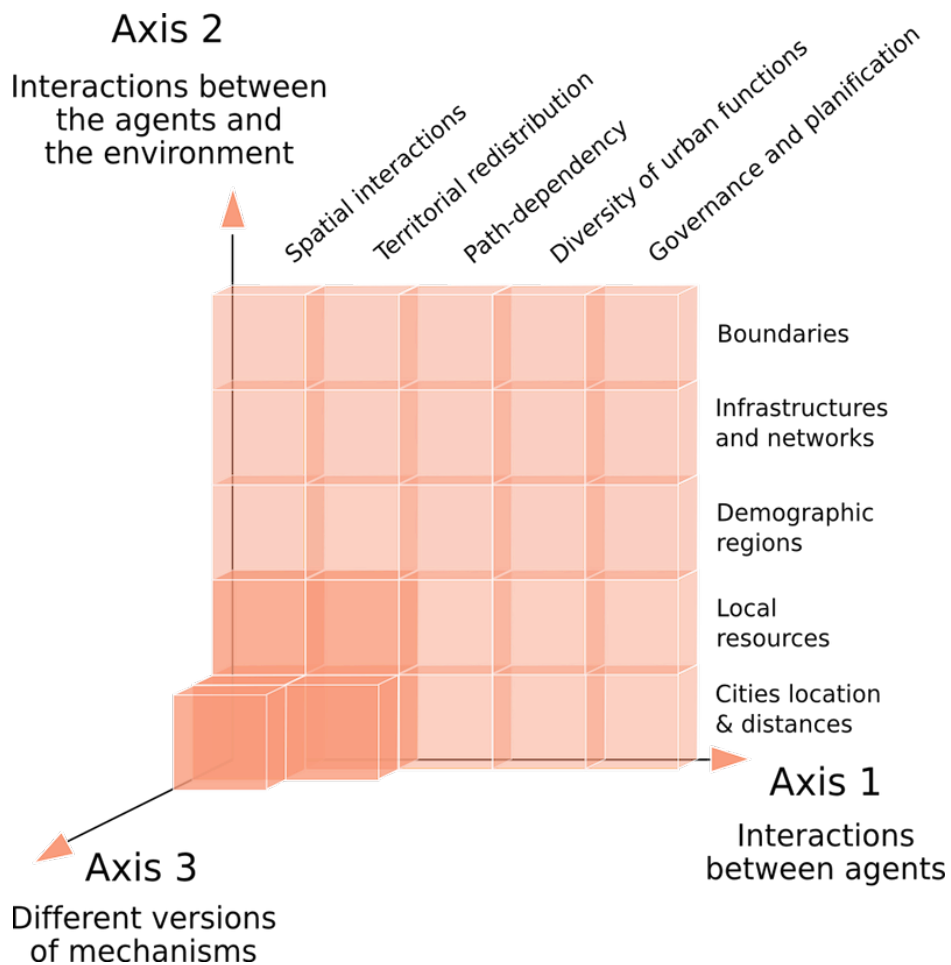 Axis 2
Interactions between
the agents and
the environment
Spatial interactions
Territorial redistribution
Path-dependency
Diversity of urban functions
Governance and planification
Boundaries
Infrastructures
and networks
Demographic
regions
Local
resources
Cities location
& distances
Axis 1
Interactions
between agents
Axis 3
Different versions
of mechanisms